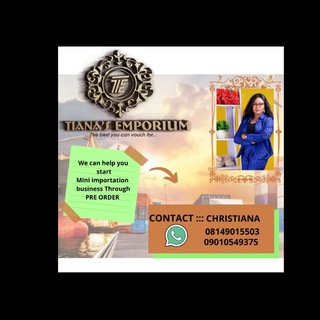 TE
TIANA'S EMPORIUM
The best you can vouch for...
We can help you
start
Mini importation
business Through
PRE ORDER
CONTACT ::: CHRISTIANA
08149015503
09010549375